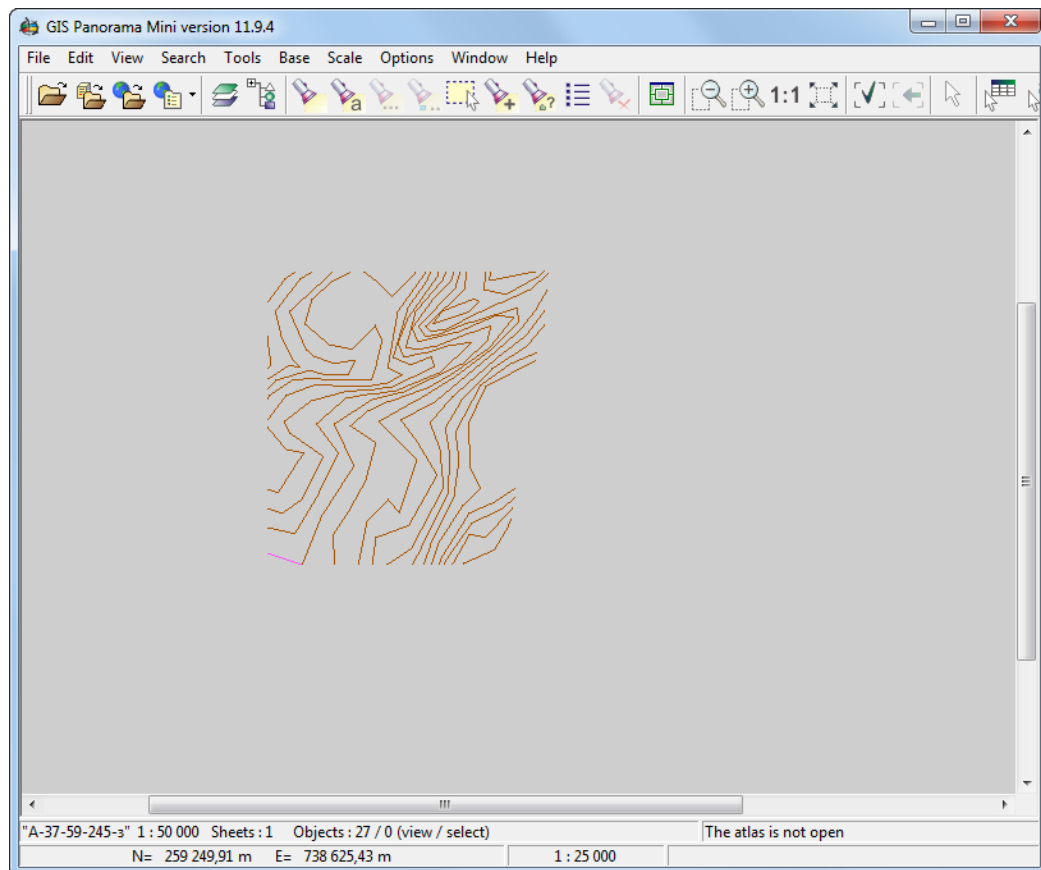 GIS Panorama Mini version 11.9.4
File Edit View Search Tools Base Scale Options Window Help
a ... ? 1:1
"A-37-59-245-з" 1 : 50 000 Sheets : 1 Objects : 27 / 0 (view / select) The atlas is not open
N= 259 249,91 m E= 738 625,43 m 1 : 25 000